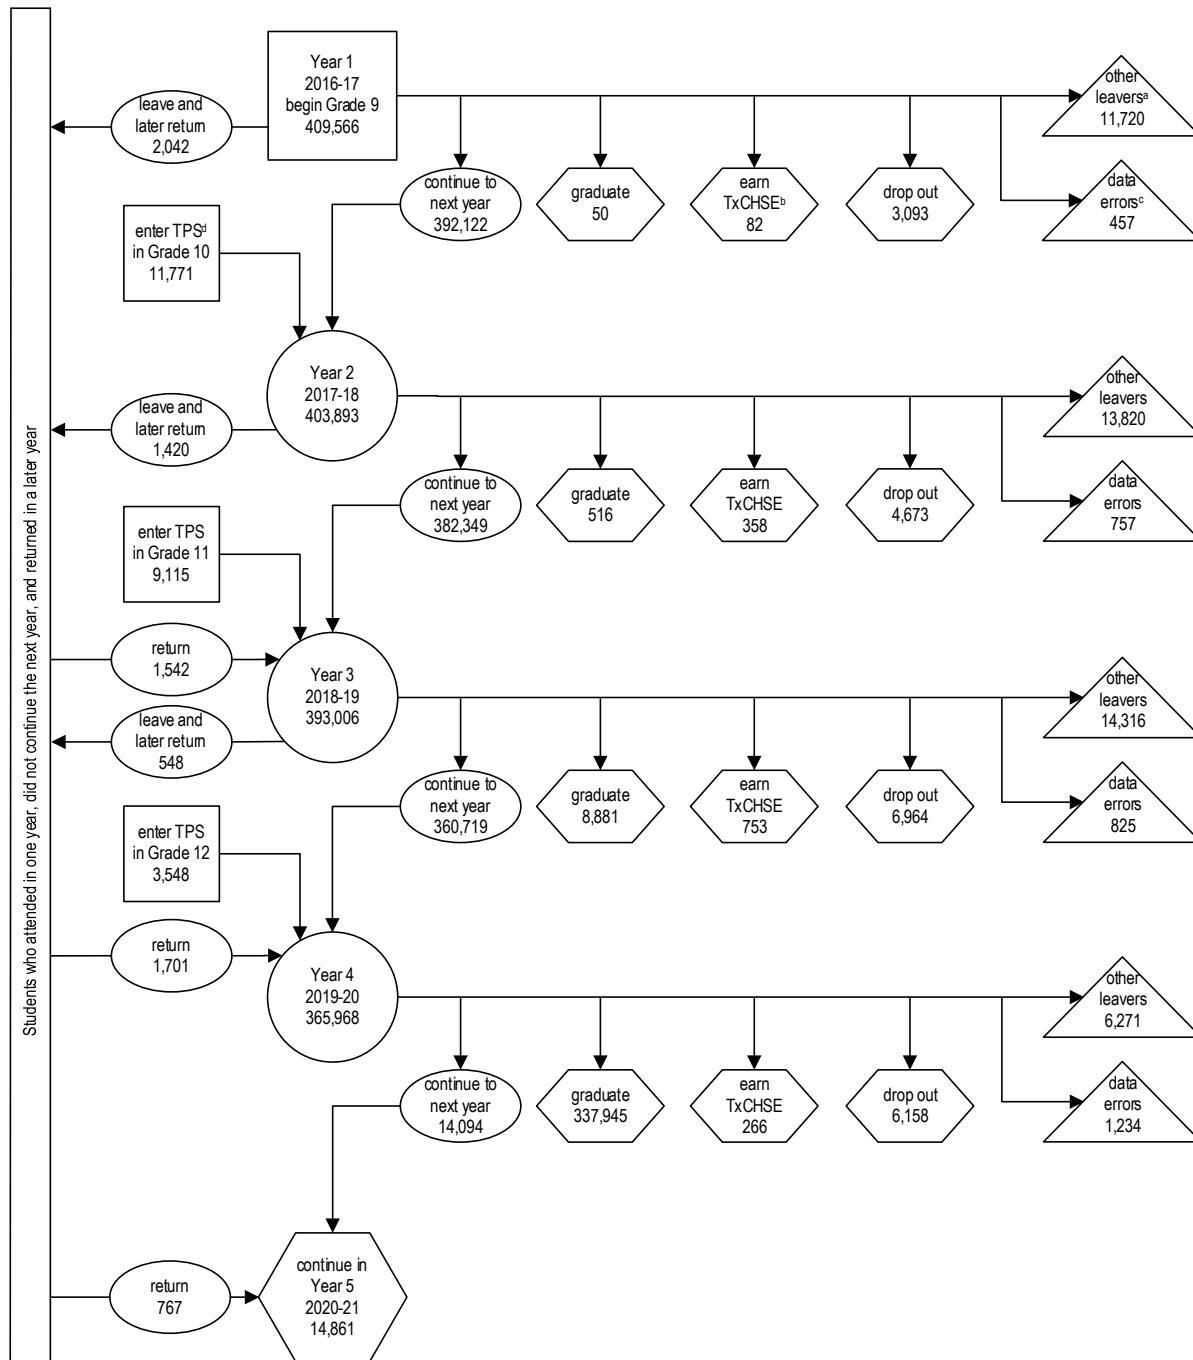 Students who attended in one year, did not continue the next year, and returned in a later year
Year 1
2016-17
begin Grade 9
409,566
leave and
later return
2,042
other
leaversᵃ
11,720
continue to
next year
392,122
graduate
50
earn
TxCHSEᵇ
82
drop out
3,093
data
errorsᶜ
457
enter TPSᵈ
in Grade 10
11,771
Year 2
2017-18
403,893
leave and
later return
1,420
other
leavers
13,820
continue to
next year
382,349
graduate
516
earn
TxCHSE
358
drop out
4,673
data
errors
757
enter TPS
in Grade 11
9,115
return
1,542
Year 3
2018-19
393,006
leave and
later return
548
other
leavers
14,316
continue to
next year
360,719
graduate
8,881
earn
TxCHSE
753
drop out
6,964
data
errors
825
enter TPS
in Grade 12
3,548
return
1,701
Year 4
2019-20
365,968
other
leavers
6,271
continue to
next year
14,094
graduate
337,945
earn
TxCHSE
266
drop out
6,158
data
errors
1,234
return
767
continue in
Year 5
2020-21
14,861